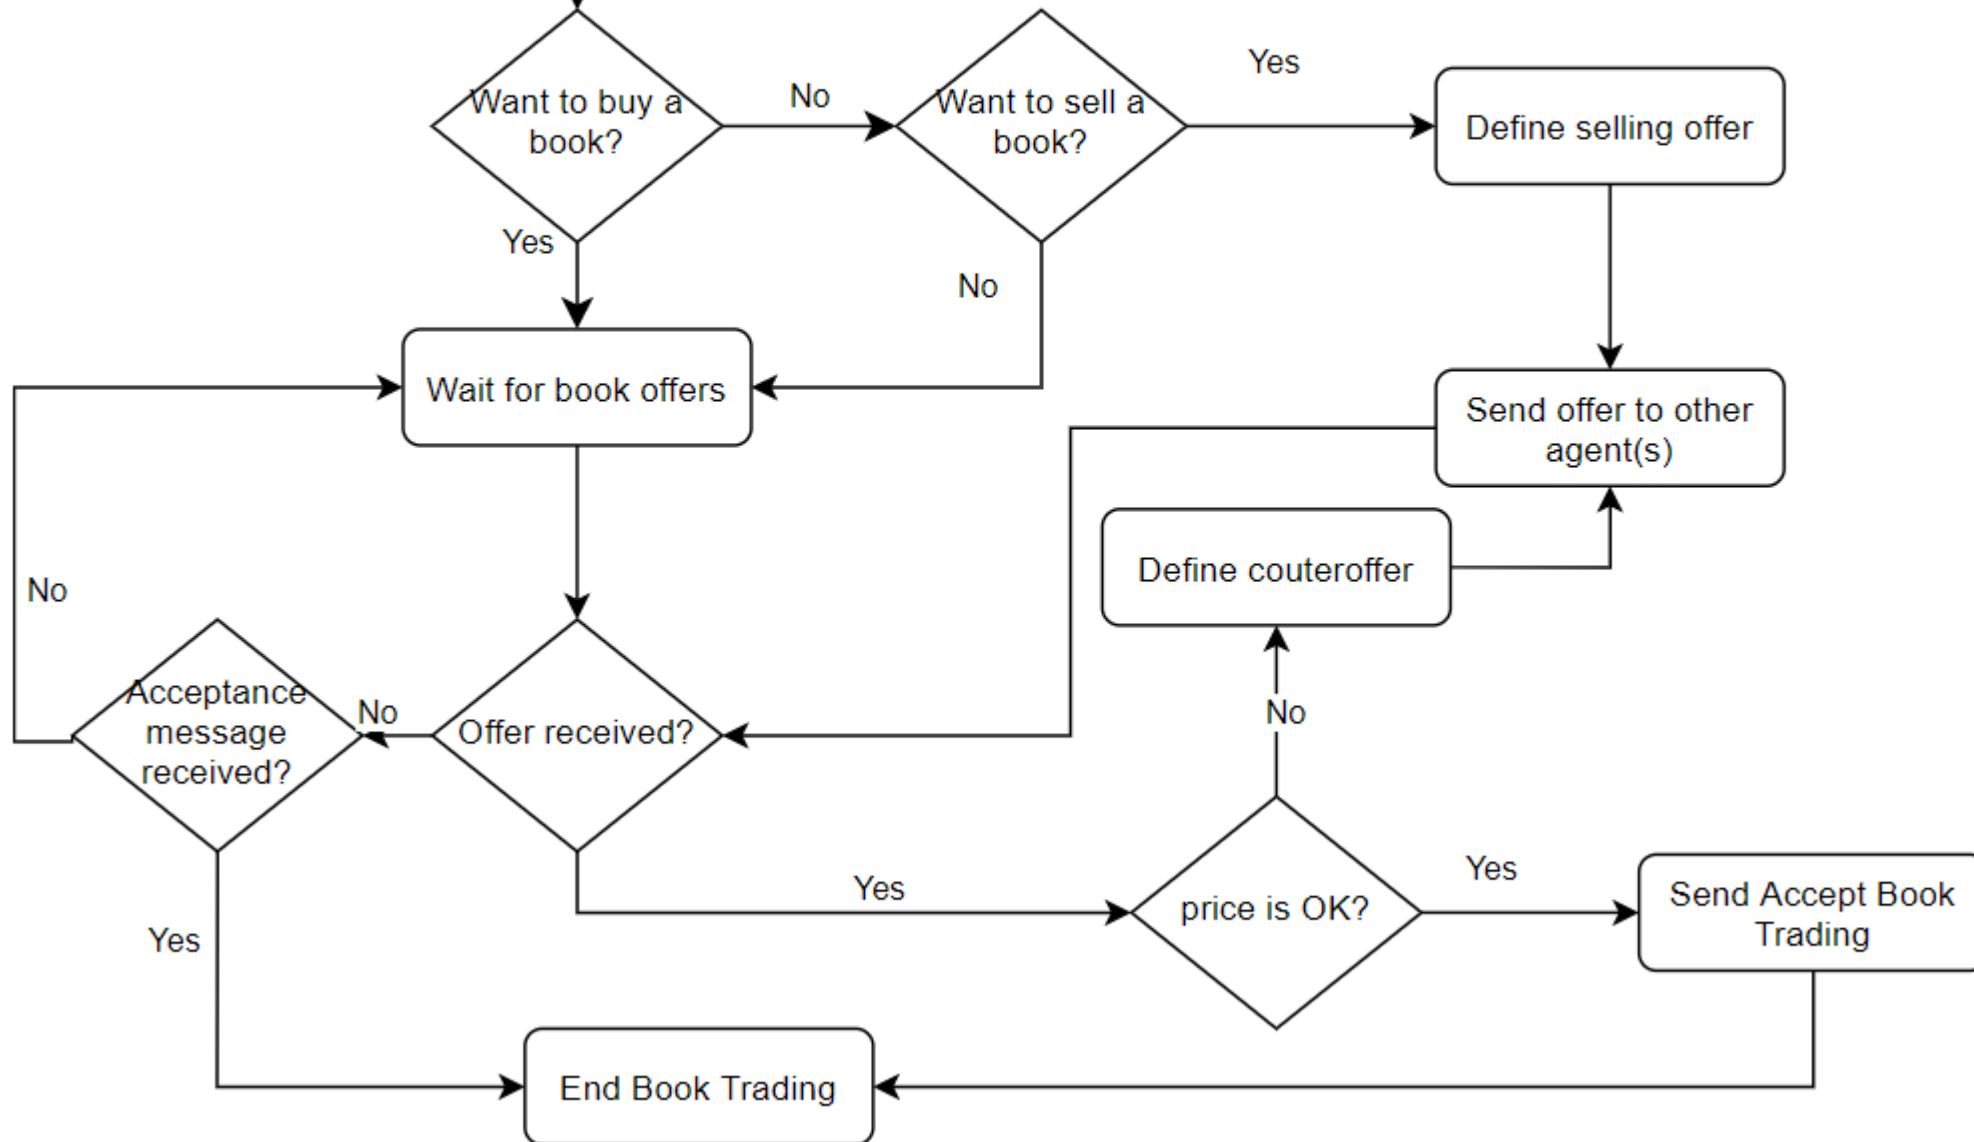 Want to buy a
book?
No
Want to sell a
book?
Yes
Define selling offer
Yes
No
Wait for book offers
Send offer to other
agent(s)
Define couteroffer
No
Acceptance
message
received?
No
Offer received?
No
Yes
price is OK?
Yes
Send Accept Book
Trading
Yes
End Book Trading